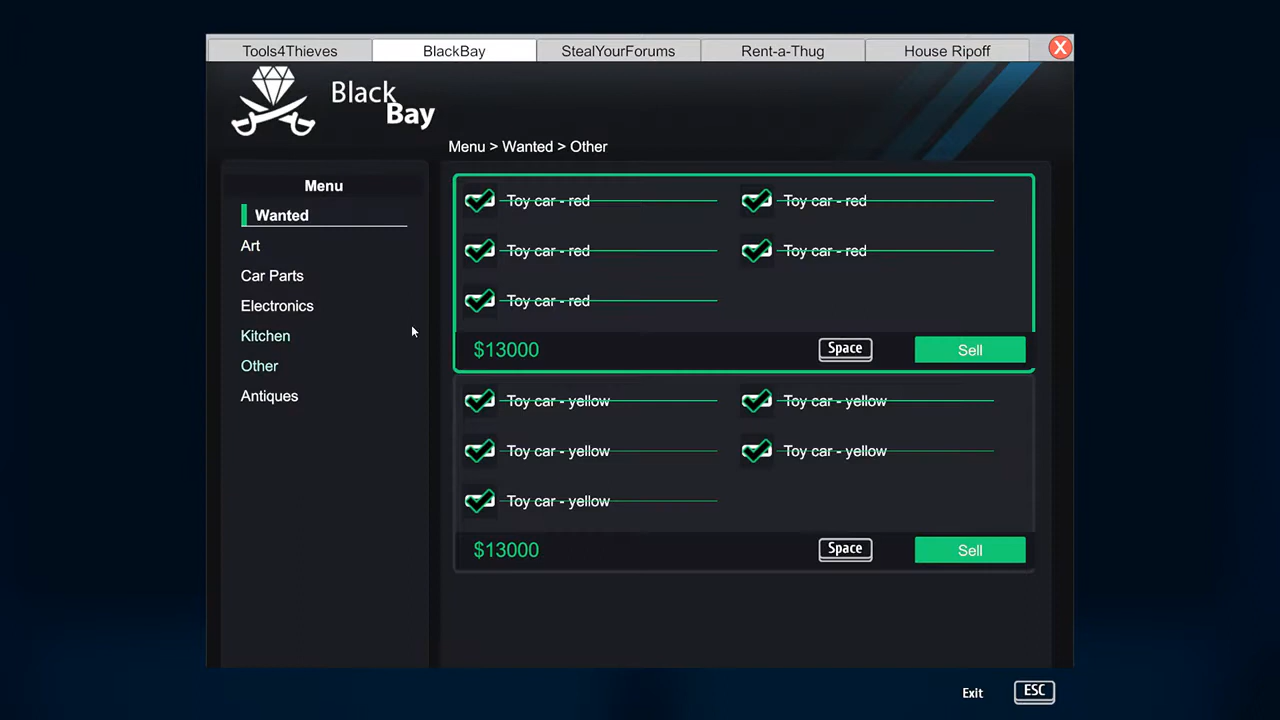 Tools4Thieves BlackBay StealYourForums Rent-a-Thug House Ripoff X
Black
Bay
Menu > Wanted > Other
Menu
Wanted
Art
Car Parts
Electronics
Kitchen
Other
Antiques
Toy car - red Toy car - red
Toy car - red Toy car - red
Toy car - red
$13000 Space Sell
Toy car - yellow Toy car - yellow
Toy car - yellow Toy car - yellow
Toy car - yellow
$13000 Space Sell
Exit ESC